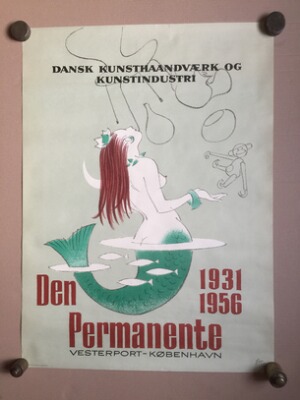 DANSK KUNSTHAANDVÆRK OG
KUNSTINDUSTRI
Den 1931
1956
Permanente
VESTERPORT-KØBENHAVN